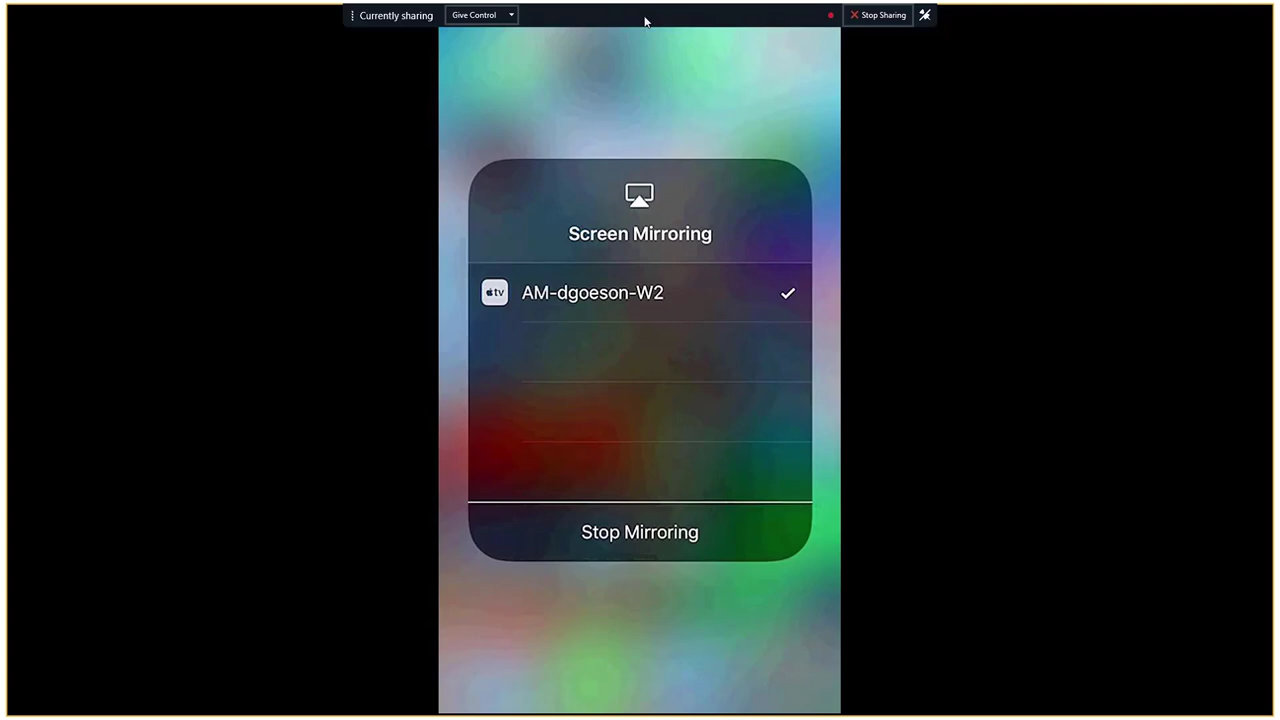 Currently sharing
Give Control
Stop Sharing
Screen Mirroring
tv
AM-dgoeson-W2
Stop Mirroring